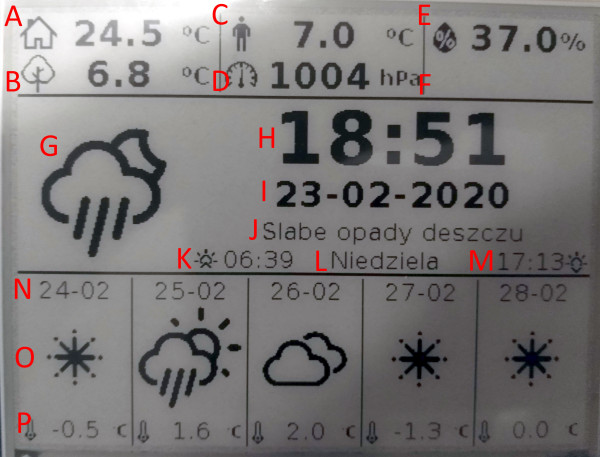 A 24.5 °C C 7.0 °C E 37.0%
B 6.8 °C D 1004 hPa F
G H 18:51
I 23-02-2020
J Slabe opady deszczu
K 06:39 L Niedziela M 17:13
N 24-02 25-02 26-02 27-02 28-02
O
P -0.5 °C 1.6 °C 2.0 °C -1.3 °C 0.0 °C